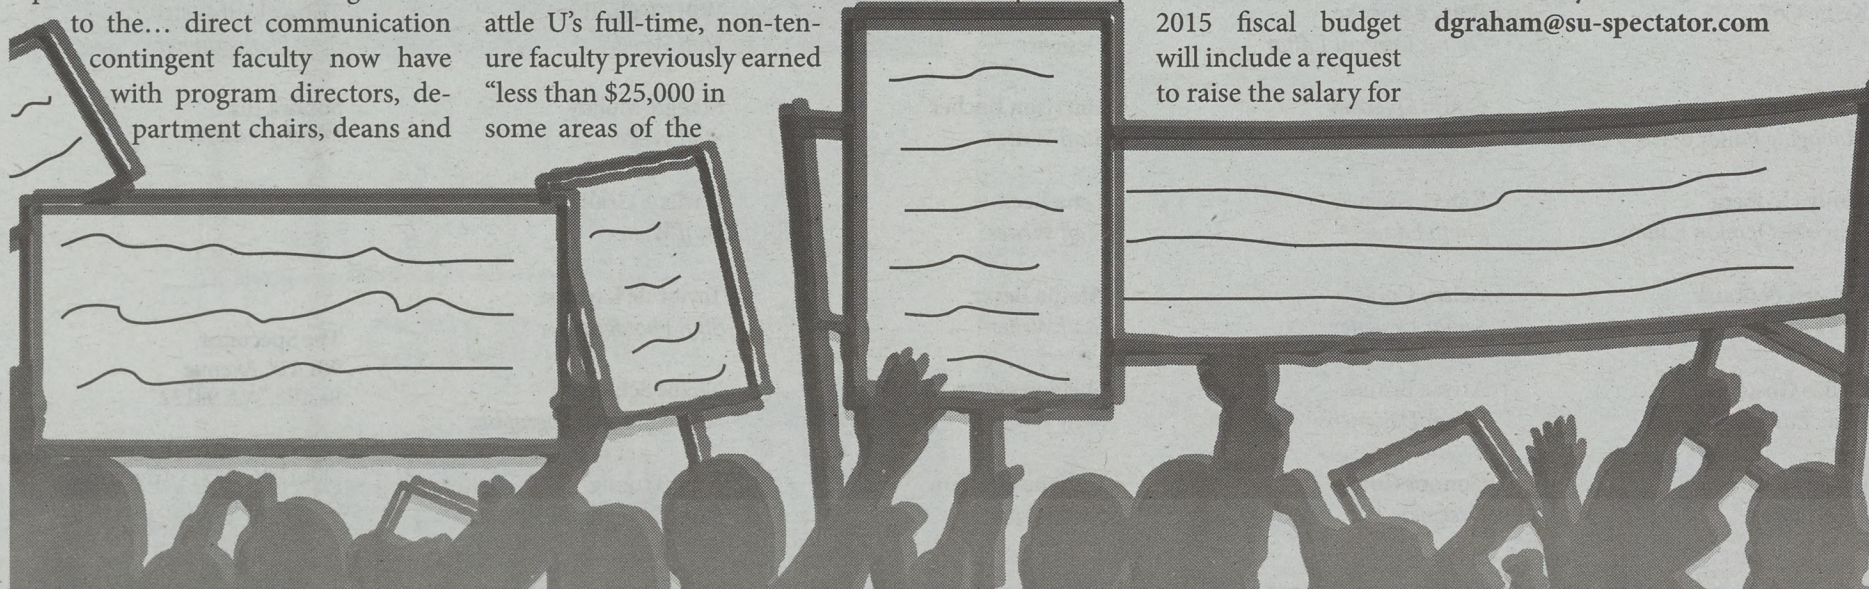 to the… direct communication
contingent faculty now have
with program directors, de-
partment chairs, deans and
attle U’s full-time, non-ten-
ure faculty previously earned
“less than $25,000 in
some areas of the
2015 fiscal budget
will include a request
to raise the salary for
dgraham@su-spectator.com